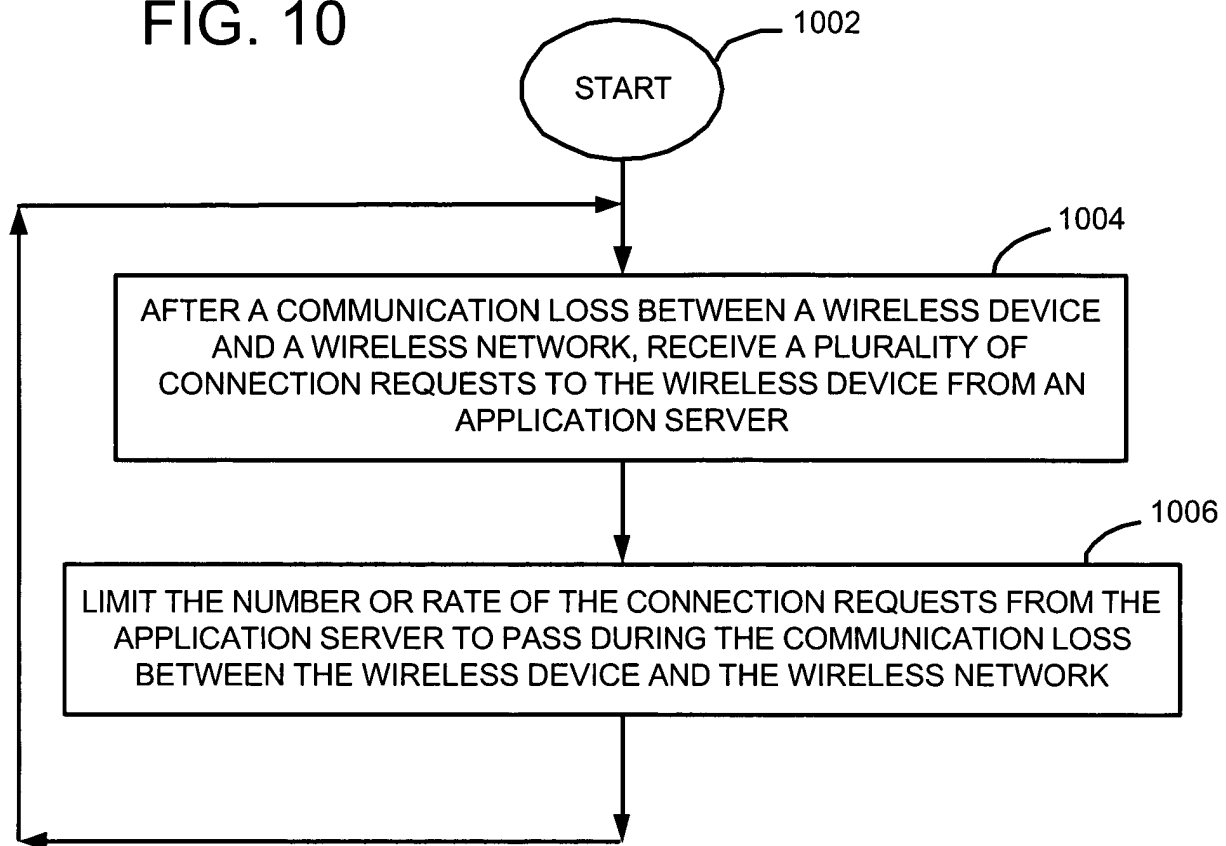 FIG. 10
1002
START
1004
AFTER A COMMUNICATION LOSS BETWEEN A WIRELESS DEVICE
AND A WIRELESS NETWORK, RECEIVE A PLURALITY OF
CONNECTION REQUESTS TO THE WIRELESS DEVICE FROM AN
APPLICATION SERVER
1006
LIMIT THE NUMBER OR RATE OF THE CONNECTION REQUESTS FROM THE
APPLICATION SERVER TO PASS DURING THE COMMUNICATION LOSS
BETWEEN THE WIRELESS DEVICE AND THE WIRELESS NETWORK